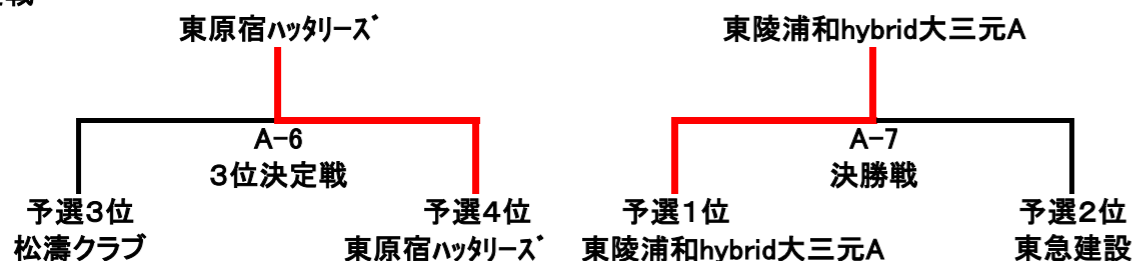 東原宿ﾊｯﾀﾘｰｽﾞ 東陵浦和hybrid大三元A
A-6 A-7
3位決定戦 決勝戦
予選3位 予選4位 予選1位 予選2位
松濤クラブ 東原宿ﾊｯﾀﾘｰｽﾞ 東陵浦和hybrid大三元A 東急建設